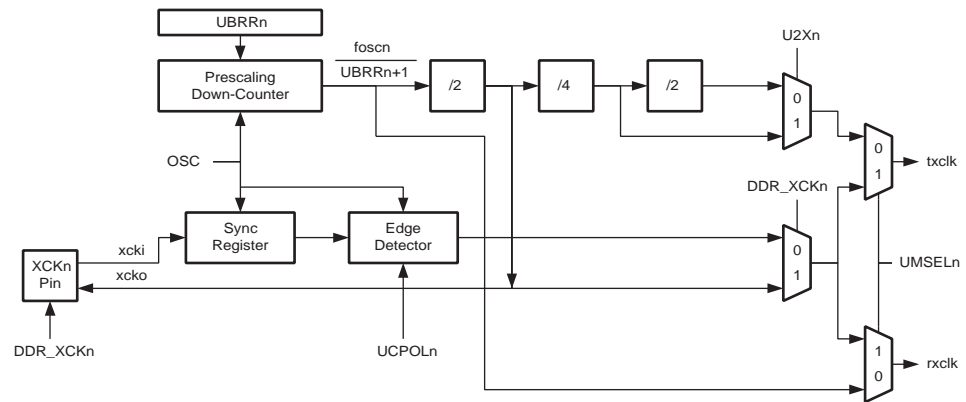 UBRRn
foscn
UBRRn+1
U2Xn
Prescaling
Down-Counter
/2
/4
/2
0
1
OSC
0
1
txclk
DDR_XCKn
Sync
Register
Edge
Detector
xcki
0
1
UMSELn
XCKn
Pin
xcko
DDR_XCKn
UCPOLn
1
0
rxclk